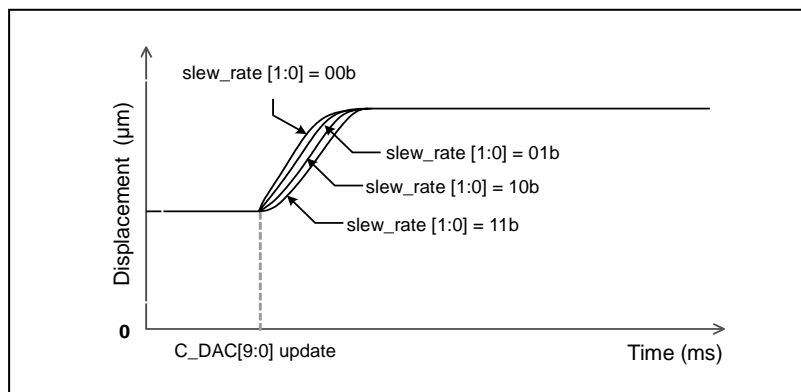 slew_rate [1:0] = 00b
slew_rate [1:0] = 01b
slew_rate [1:0] = 10b
slew_rate [1:0] = 11b
Displacement (µm)
0
C_DAC[9:0] update
Time (ms)